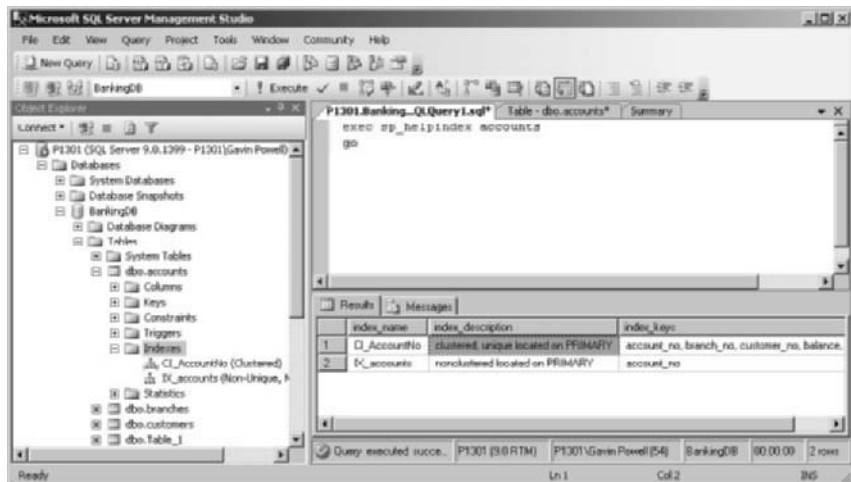 Microsoft SQL Server Management Studio
File Edit View Query Project Tools Window Community Help
New Query
BankingDB
Execute
Object Explorer
Connect
P1301 (SQL Server 9.0.1399 - P1301\Gavin Powell)
Databases
System Databases
Database Snapshots
BankingDB
Database Diagrams
Tables
System Tables
dbo.accounts
Columns
Keys
Constraints
Triggers
Indexes
CI_AccountNo (Clustered)
IX_accounts (Non-Unique, N
Statistics
dbo.branches
dbo.customers
dbo.Table_1
P1301.Banking...QLQuery1.sql* Table - dbo.accounts* Summary
exec sp_helpindex accounts
go
Results Messages
index_name index_description index_keys
1 CI_AccountNo clustered, unique located on PRIMARY account_no, branch_no, customer_no, balance,
2 IX_accounts nonclustered located on PRIMARY account_no
Query executed succe... P1301 (9.0 RTM) P1301\Gavin Powell (54) BankingDB 00:00:00 2 rows
Ready Ln 1 Col 2 INS